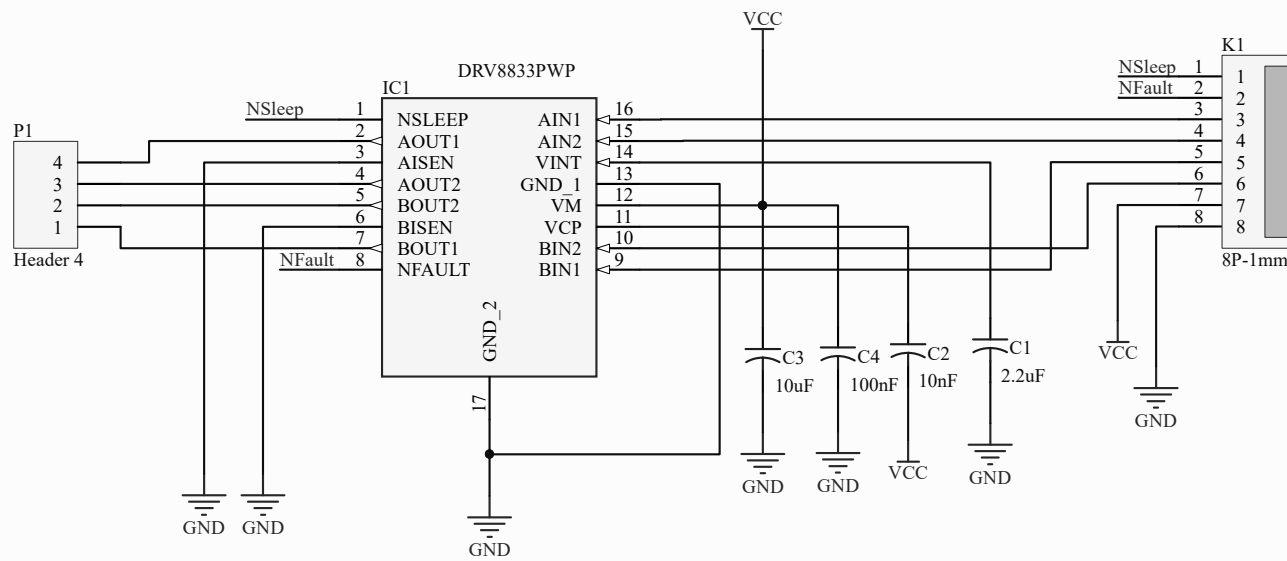 VCC
K1
DRV8833PWP
IC1
NSleep 1 1
NFault 2 2
3 3
4 4
5 5
6 6
7 7
8 8
8P-1mm
P1
4
3
2
1
Header 4
NSleep 1 NSLEEP
2 AOUT1
3 AISEN
4 AOUT2
5 BOUT2
6 BISEN
7 BOUT1
NFault 8 NFAULT
AIN1 16
AIN2 15
VINT 14
GND_1 13
VM 12
VCP 11
BIN2 10
BIN1 9
GND_2
17
C3
10uF
C4
100nF
C2
10nF
C1
2.2uF
VCC
GND
GND
GND
VCC
GND
GND
GND
GND